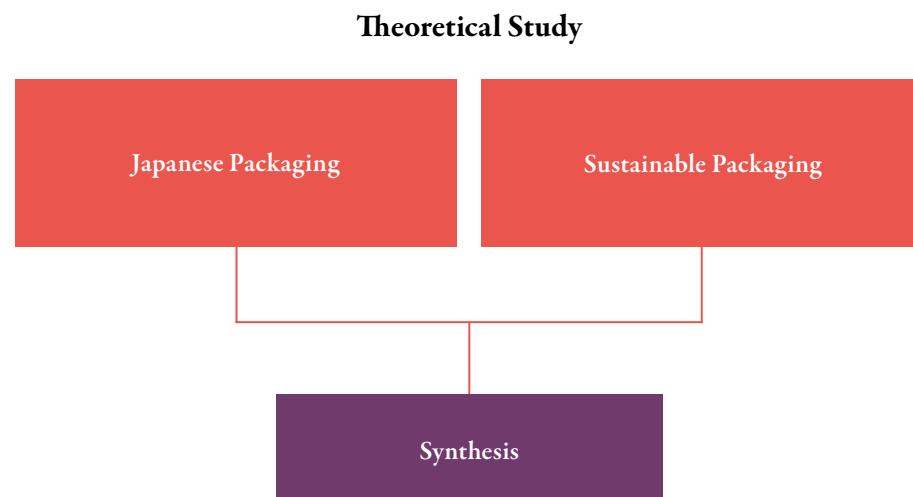 Theoretical Study
Japanese Packaging
Sustainable Packaging
Synthesis